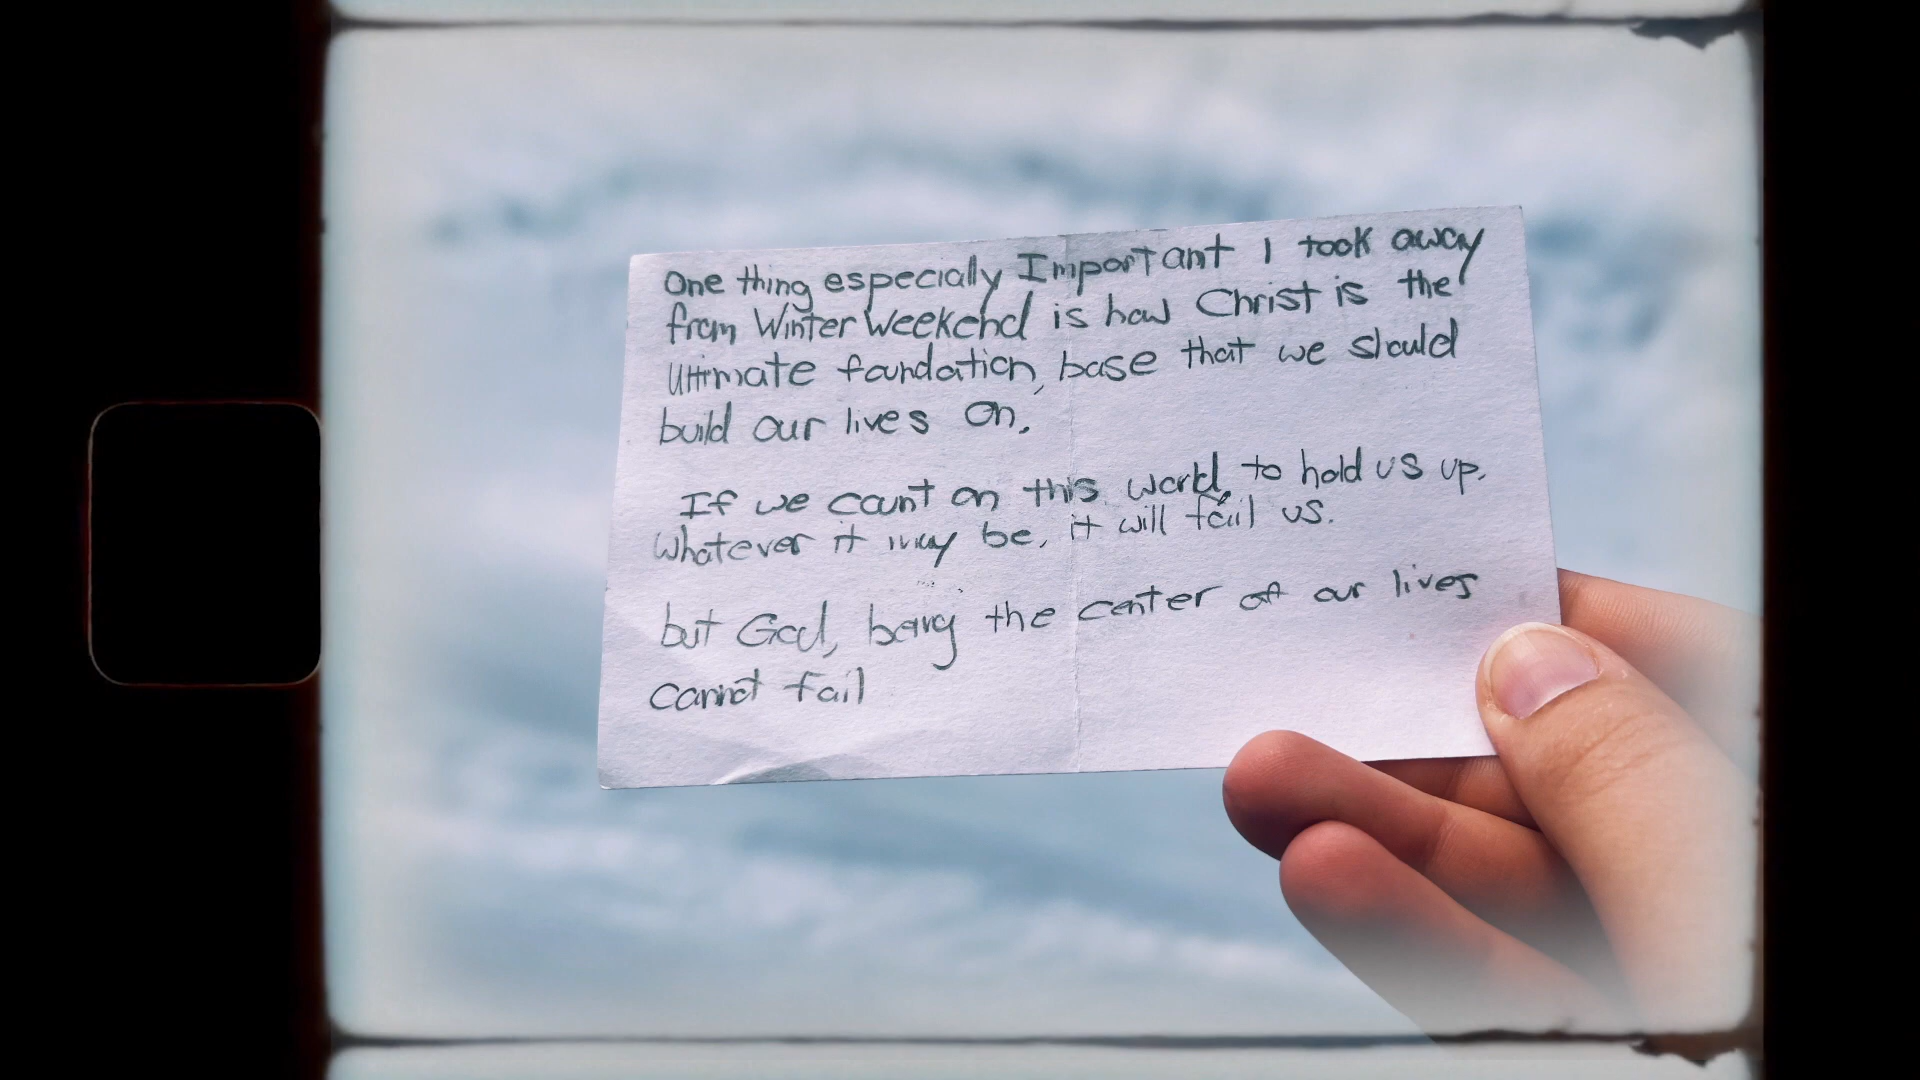 One thing especially Important I took away
from Winter Weekend is how Christ is the
Ultimate foundation, base that we should
build our lives on.
If we count on this world, to hold us up.
Whatever it may be, it will fail us.
but God, being the center of our lives
cannot fail